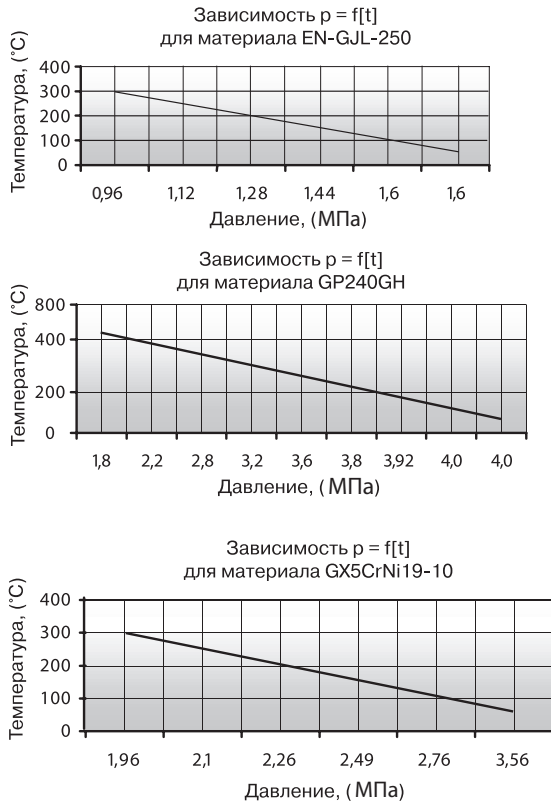 Зависимость p = f[t]
для материала EN-GJL-250
Температура, (°C)
400
300
200
100
0
0,96 1,12 1,28 1,44 1,6 1,6
Давление, (МПа)
Зависимость p = f[t]
для материала GP240GH
Температура, (°C)
800
400
200
0
1,8 2,2 2,8 3,2 3,6 3,8 3,92 4,0 4,0
Давление, (МПа)
Зависимость p = f[t]
для материала GX5CrNi19-10
Температура, (°C)
400
300
200
100
0
1,96 2,1 2,26 2,49 2,76 3,56
Давление, (МПа)